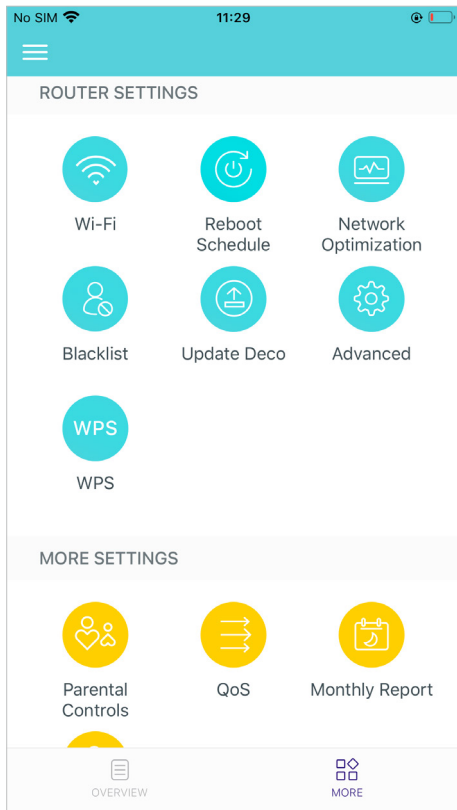 No SIM 11:29
ROUTER SETTINGS
Wi-Fi
Reboot
Schedule
Network
Optimization
Blacklist
Update Deco
Advanced
WPS
WPS
MORE SETTINGS
Parental
Controls
QoS
Monthly Report
OVERVIEW
MORE